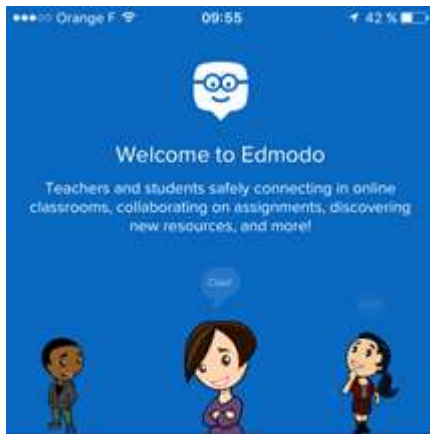 Orange F 09:55 42 %
Welcome to Edmodo
Teachers and students safely connecting in online
classrooms, collaborating on assignments, discovering
new resources, and more!